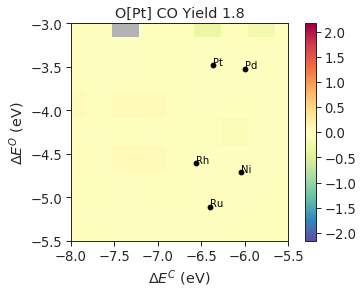 O[Pt] CO Yield 1.8
−3.0
−3.5
−4.0
−4.5
−5.0
−5.5
ΔE^O (eV)
Pt
Pd
Rh
Ni
Ru
−8.0 −7.5 −7.0 −6.5 −6.0 −5.5
ΔE^C (eV)
2.0
1.5
1.0
0.5
0.0
−0.5
−1.0
−1.5
−2.0